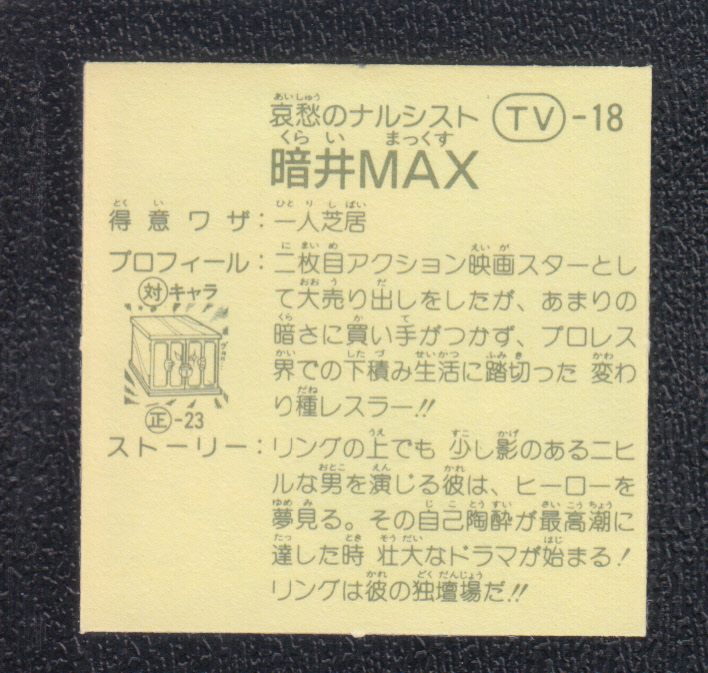 あいしゅう
哀愁のナルシスト TV-18
くらい まっくす
暗井MAX
とくい ひとりしばい
得意ワザ:一人芝居
にまいめ えいが
プロフィール:二枚目アクション映画スターとし
おおう だ
て大売り出しをしたが、あまりの
対キャラ
くら か て
暗さに買い手がつかず、プロレス
かい したづ せいかつ ふみき かわ
界での下積み生活に踏切った 変わ
だね
り種レスラー!!
正-23
うえ すこ かげ
ストーリー:リングの上でも 少し影のあるニヒ
おとこ えん かれ
ルな男を演じる彼は、ヒーローを
ゆめみ じことうすい さいこうちょう
夢見る。その自己陶酔が最高潮に
たっ とき そうだい はじ
達した時 壮大なドラマが始まる!
かれ どくだんじょう
リングは彼の独壇場だ!!